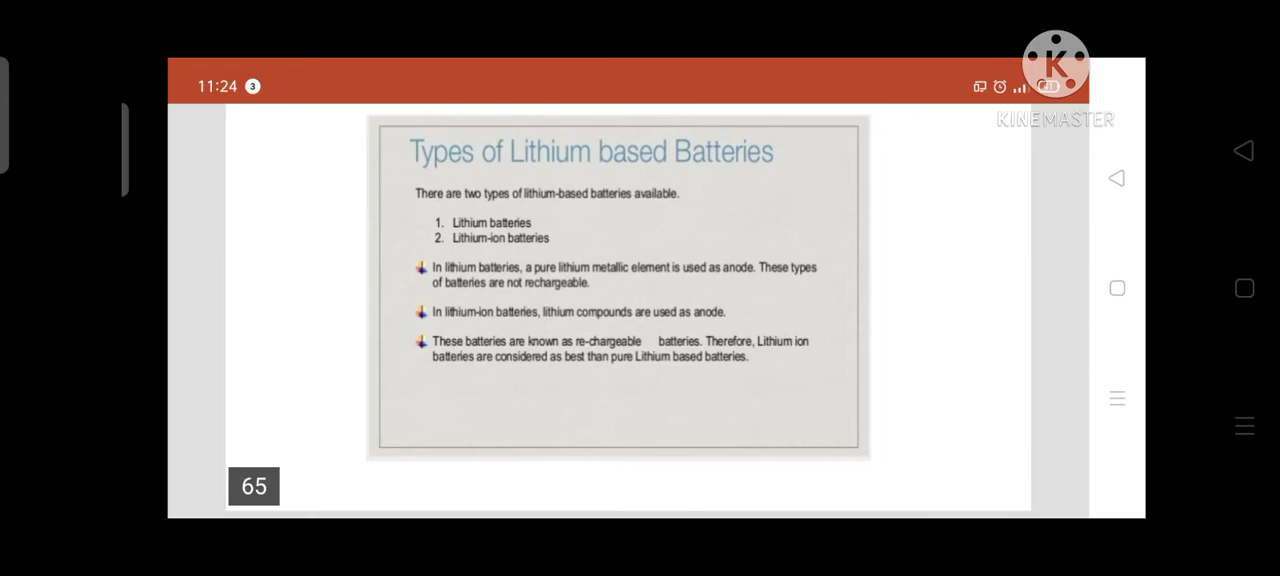 11:24 3
K
KINEMASTER
Types of Lithium based Batteries
There are two types of lithium-based batteries available.
1. Lithium batteries
2. Lithium-ion batteries
In lithium batteries, a pure lithium metallic element is used as anode. These types
of batteries are not rechargeable.
In lithium-ion batteries, lithium compounds are used as anode.
These batteries are known as re-chargeable batteries. Therefore, Lithium ion
batteries are considered as best than pure Lithium based batteries.
65